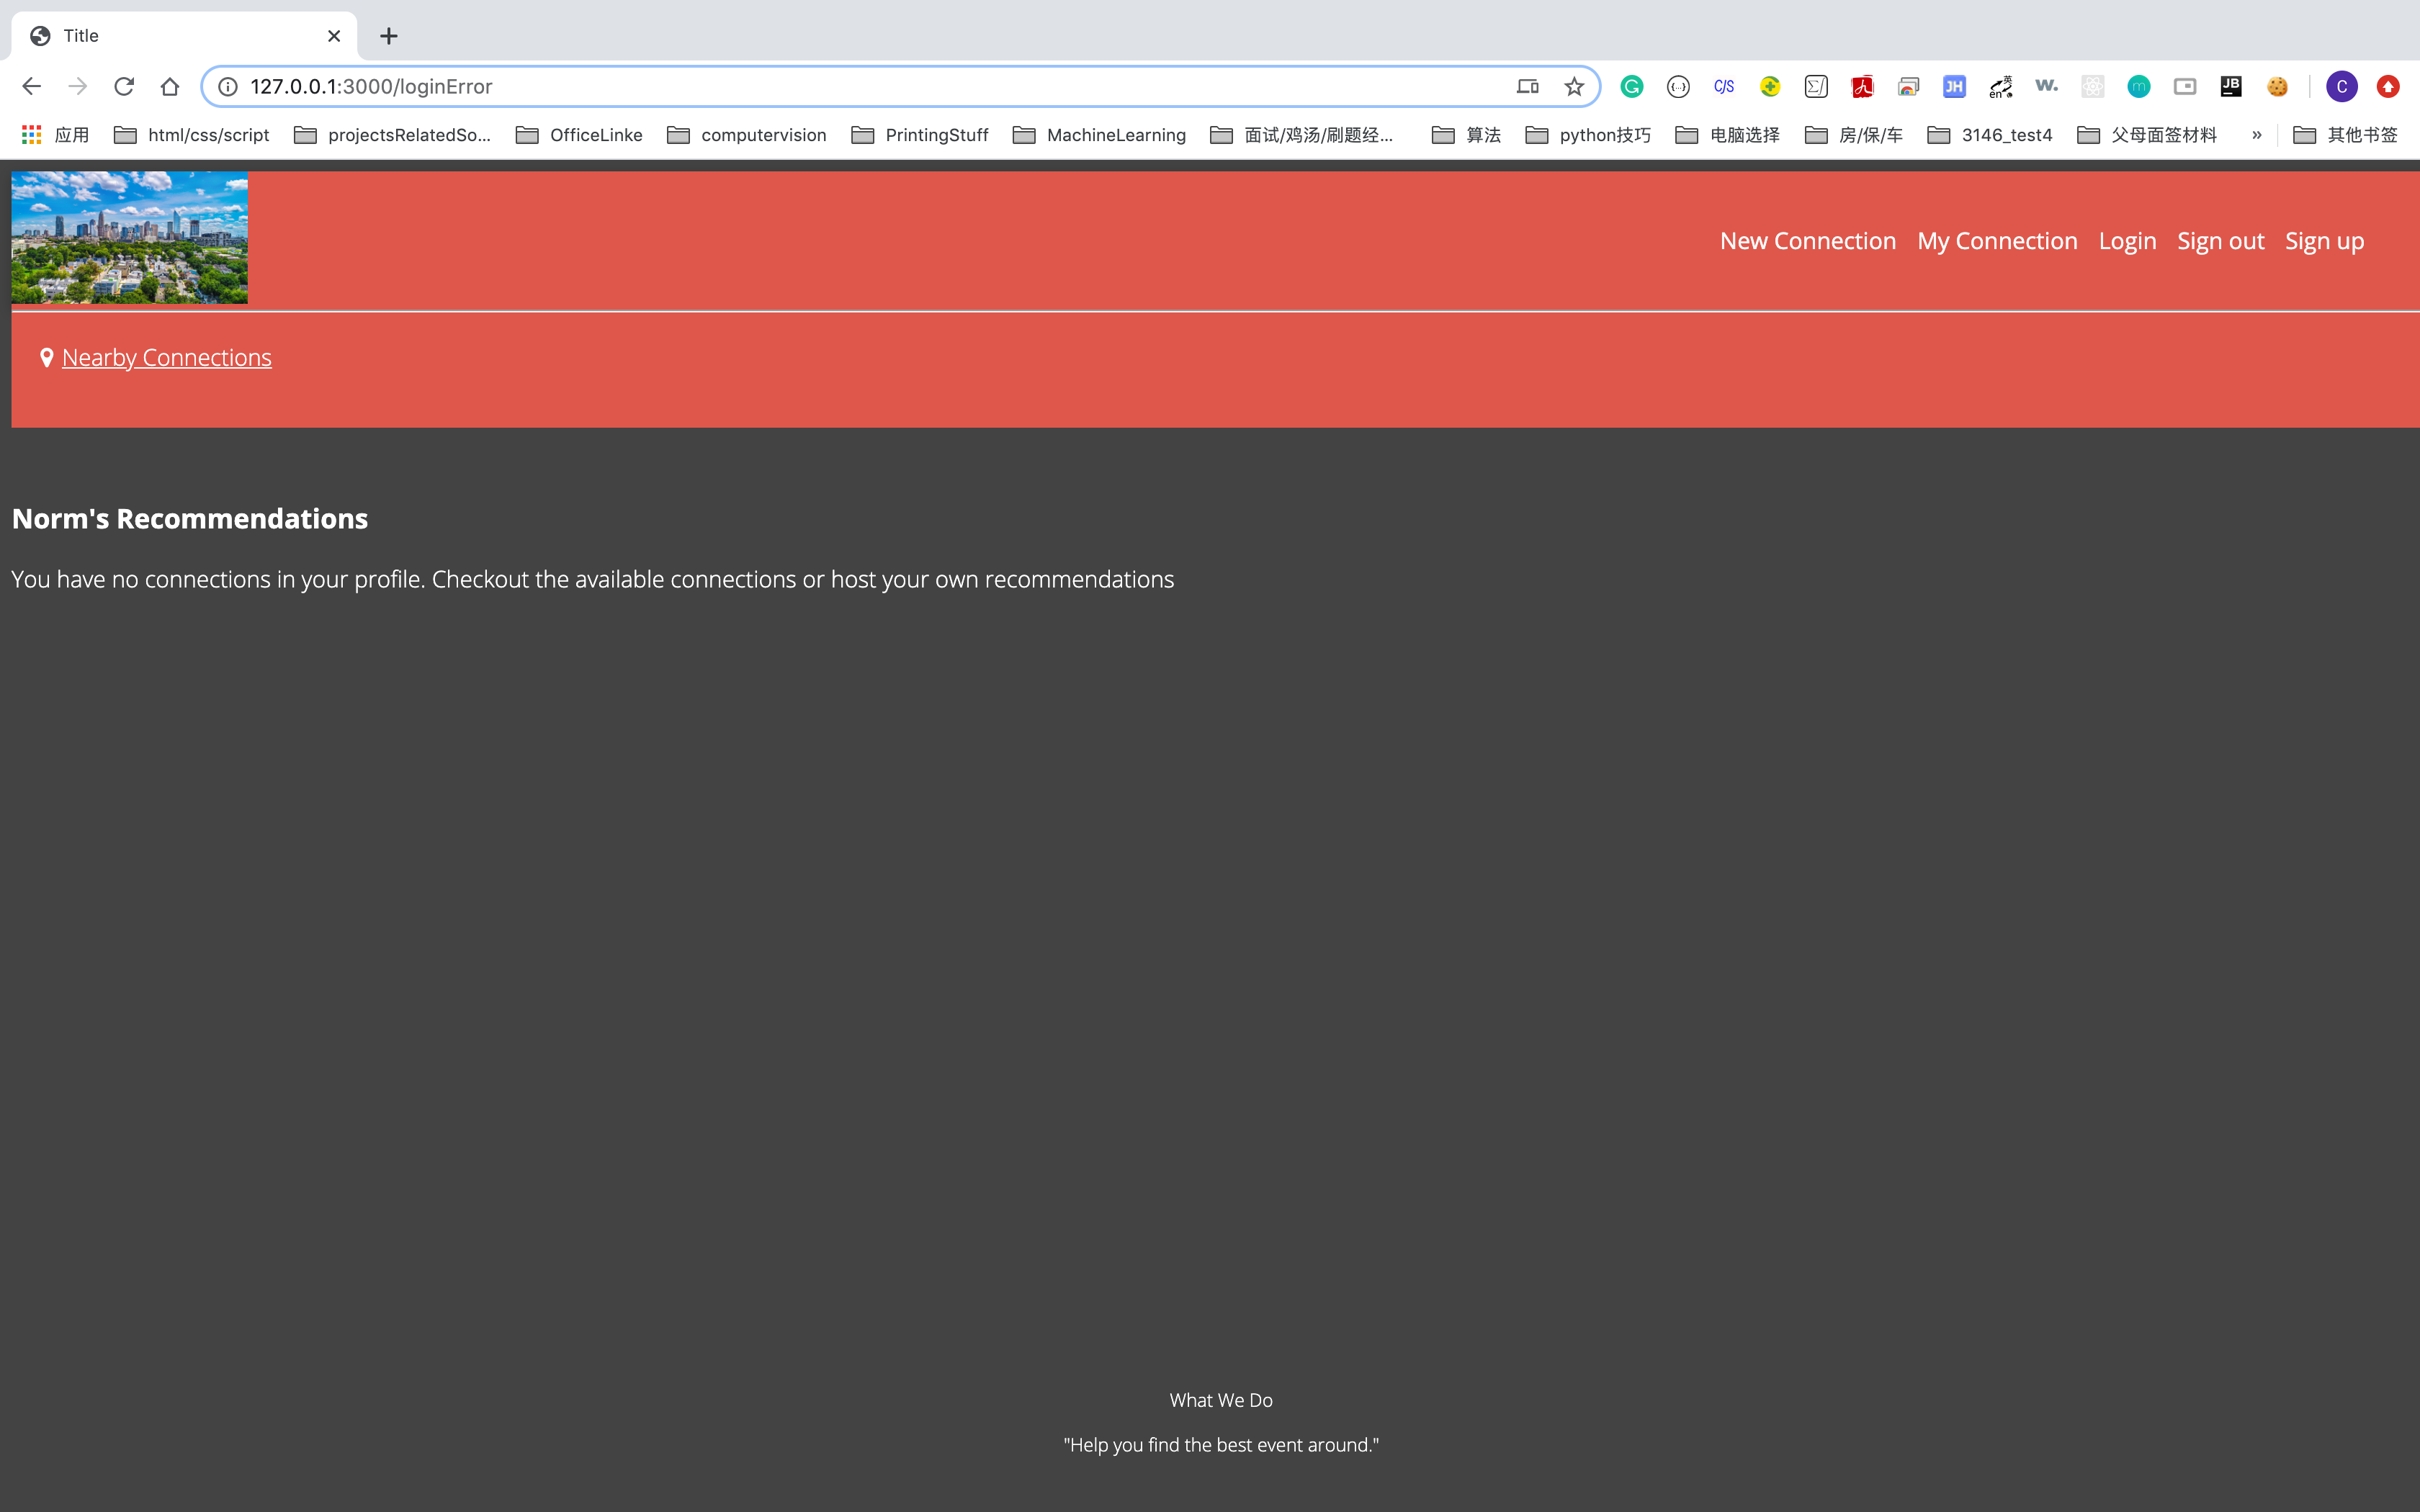 Title
127.0.0.1:3000/loginError
C/S
Σ/
JH
英
en
W.
m
JB
C
应用
html/css/script
projectsRelatedSo...
OfficeLinke
computervision
PrintingStuff
MachineLearning
面试/鸡汤/刷题经...
算法
python技巧
电脑选择
房/保/车
3146_test4
父母面签材料
»
其他书签
New Connection My Connection Login Sign out Sign up
Nearby Connections
Norm's Recommendations
You have no connections in your profile. Checkout the available connections or host your own recommendations
What We Do
"Help you find the best event around."